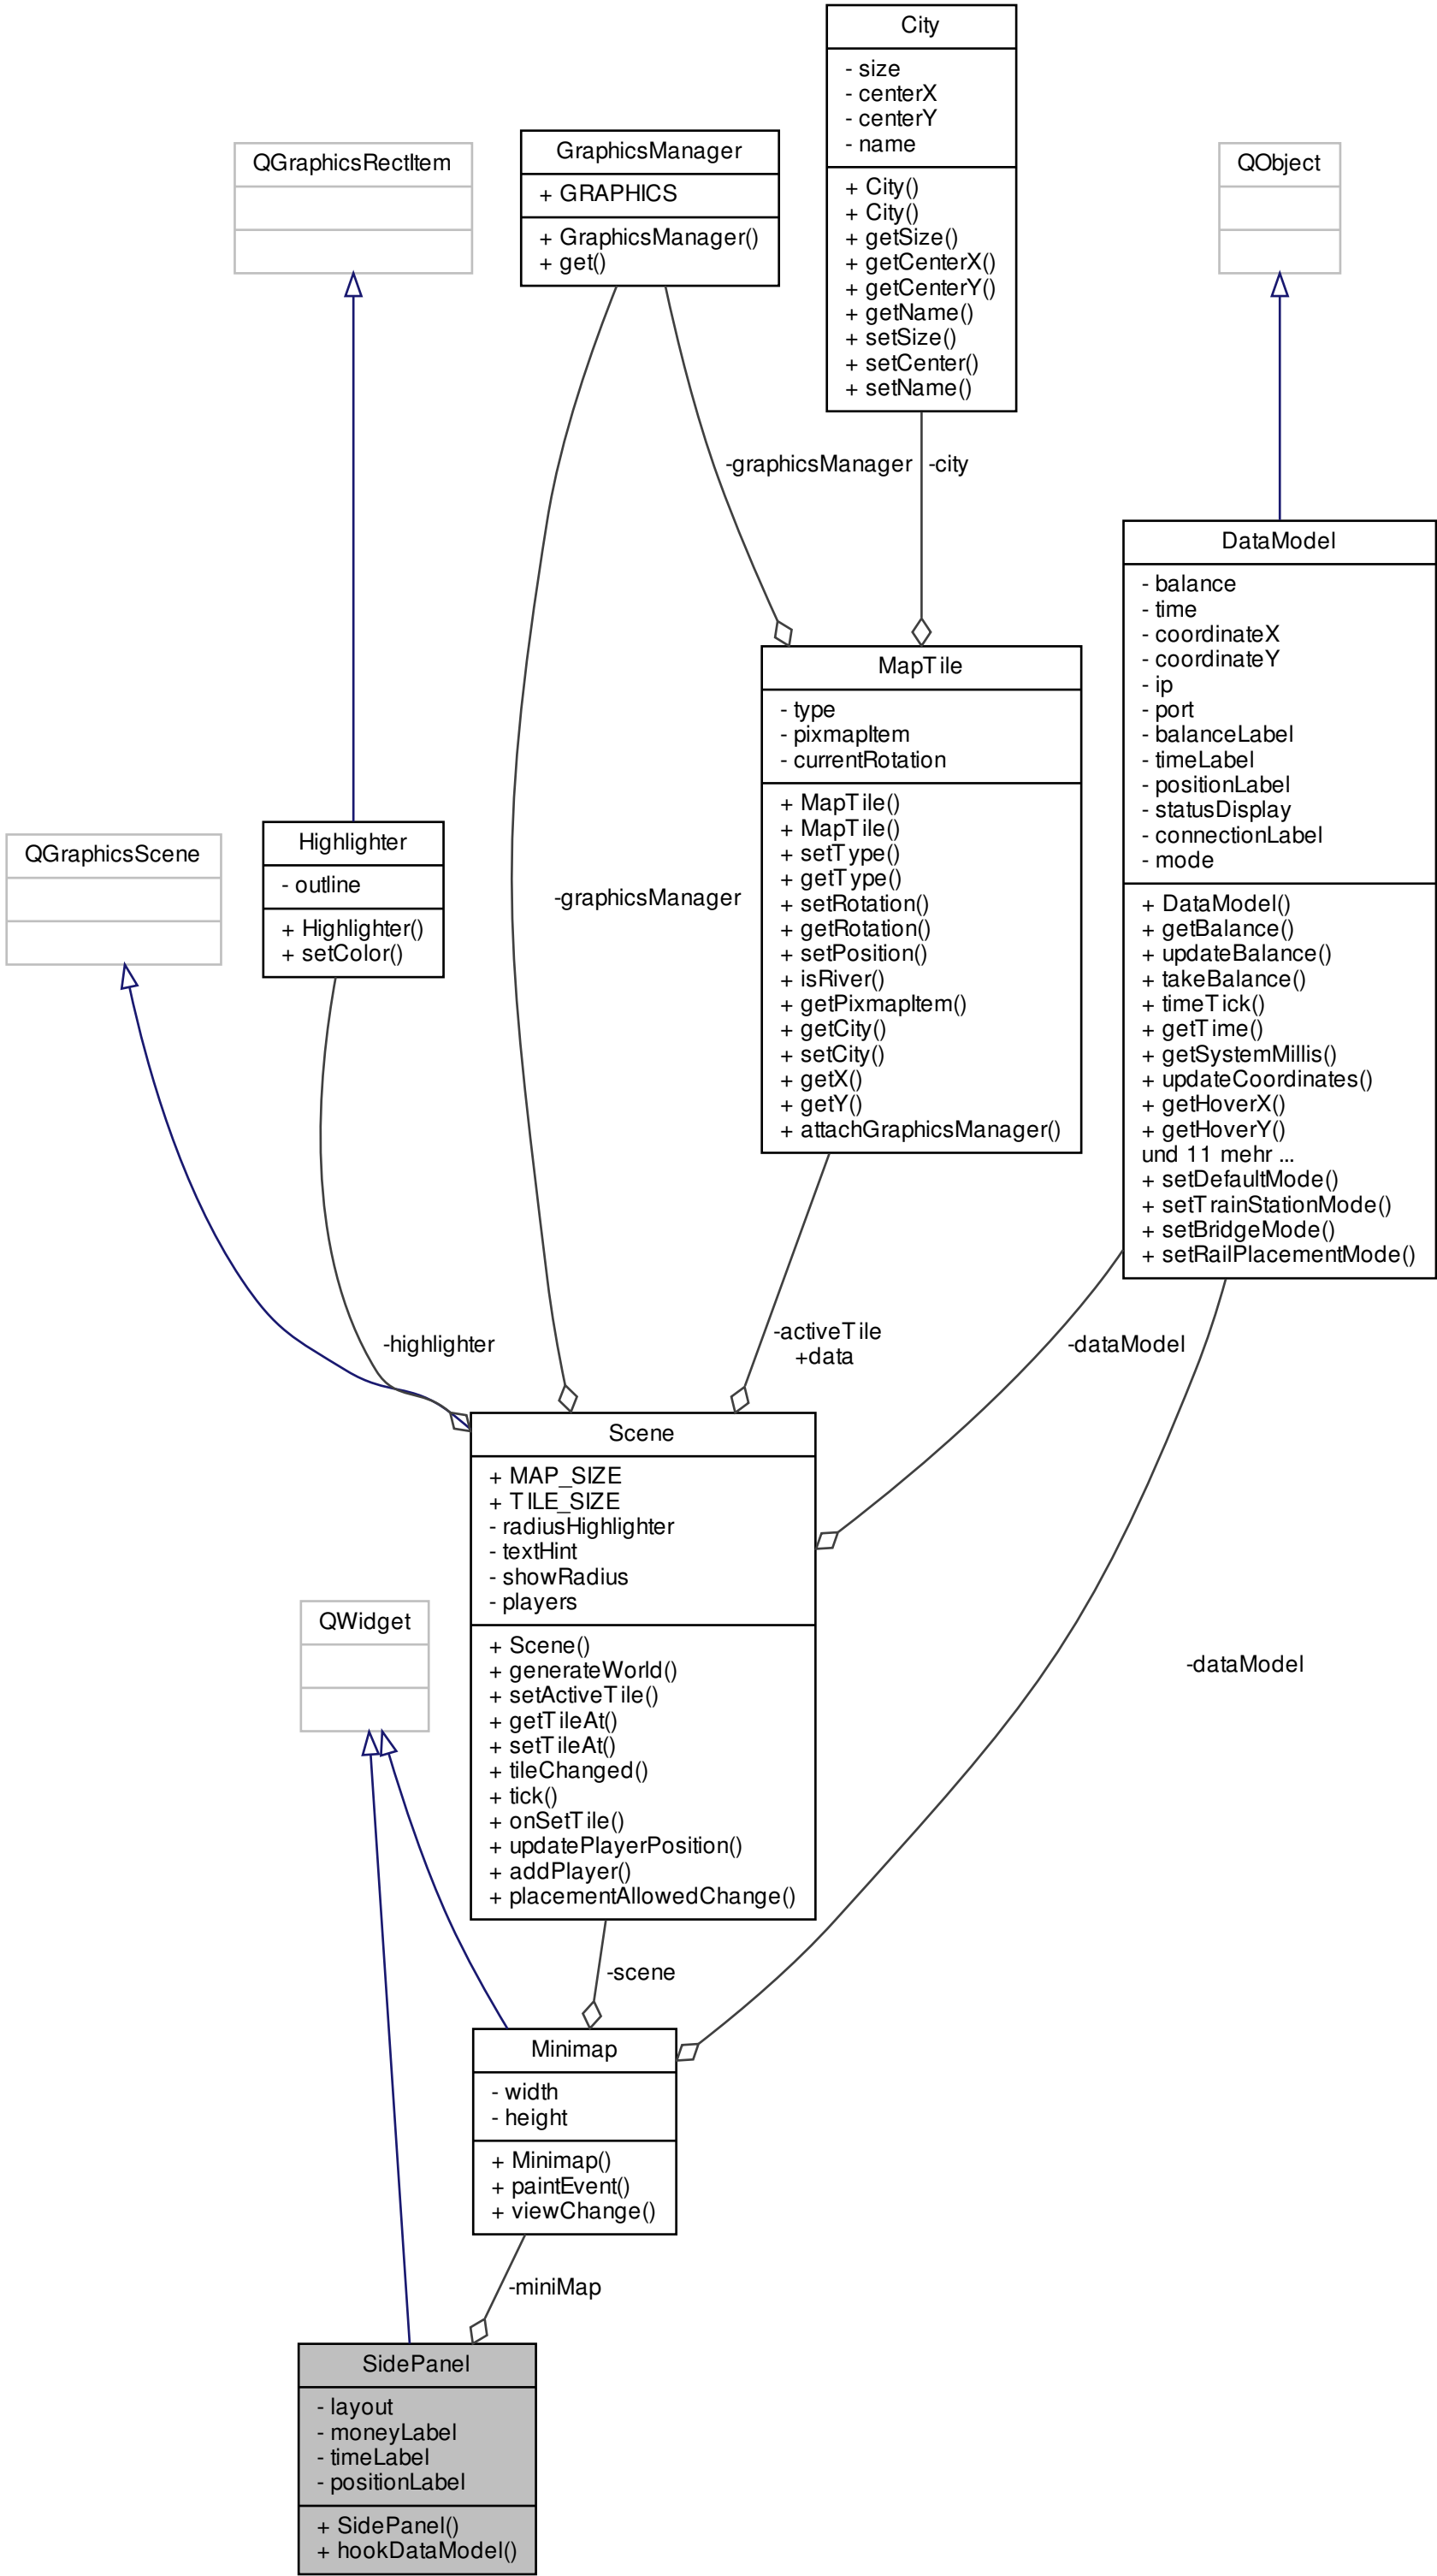 City
- size
- centerX
- centerY
- name
+ City()
+ City()
+ getSize()
+ getCenterX()
+ getCenterY()
+ getName()
+ setSize()
+ setCenter()
+ setName()
GraphicsManager
+ GRAPHICS
+ GraphicsManager()
+ get()
QGraphicsRectItem
QObject
-graphicsManager
-city
DataModel
- balance
- time
- coordinateX
- coordinateY
- ip
- port
- balanceLabel
- timeLabel
- positionLabel
- statusDisplay
- connectionLabel
- mode
+ DataModel()
+ getBalance()
+ updateBalance()
+ takeBalance()
+ timeTick()
+ getTime()
+ getSystemMillis()
+ updateCoordinates()
+ getHoverX()
+ getHoverY()
und 11 mehr ...
+ setDefaultMode()
+ setTrainStationMode()
+ setBridgeMode()
+ setRailPlacementMode()
MapTile
- type
- pixmapItem
- currentRotation
+ MapTile()
+ MapTile()
+ setType()
+ getType()
+ setRotation()
+ getRotation()
+ setPosition()
+ isRiver()
+ getPixmapItem()
+ getCity()
+ setCity()
+ getX()
+ getY()
+ attachGraphicsManager()
QGraphicsScene
Highlighter
- outline
+ Highlighter()
+ setColor()
-graphicsManager
-highlighter
-activeTile
+data
-dataModel
Scene
+ MAP_SIZE
+ TILE_SIZE
- radiusHighlighter
- textHint
- showRadius
- players
+ Scene()
+ generateWorld()
+ setActiveTile()
+ getTileAt()
+ setTileAt()
+ tileChanged()
+ tick()
+ onSetTile()
+ updatePlayerPosition()
+ addPlayer()
+ placementAllowedChange()
QWidget
-dataModel
-scene
Minimap
- width
- height
+ Minimap()
+ paintEvent()
+ viewChange()
-miniMap
SidePanel
- layout
- moneyLabel
- timeLabel
- positionLabel
+ SidePanel()
+ hookDataModel()